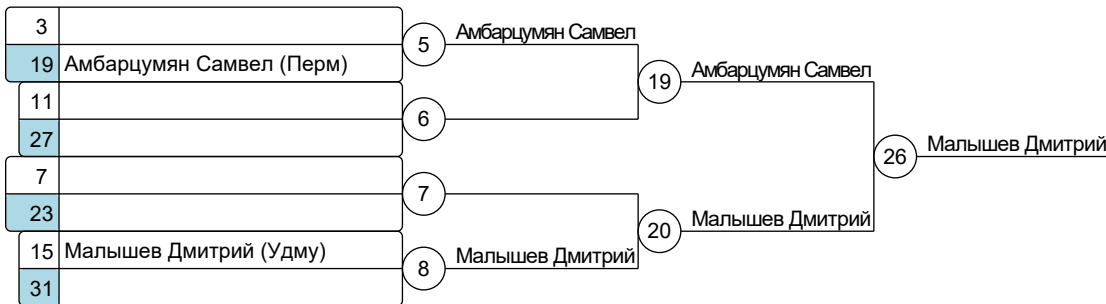 3
19 Амбарцумян Самвел (Перм)
11
27
7
23
15 Малышев Дмитрий (Удму)
31
5 Амбарцумян Самвел
6
7
8 Малышев Дмитрий
19 Амбарцумян Самвел
20 Малышев Дмитрий
26 Малышев Дмитрий